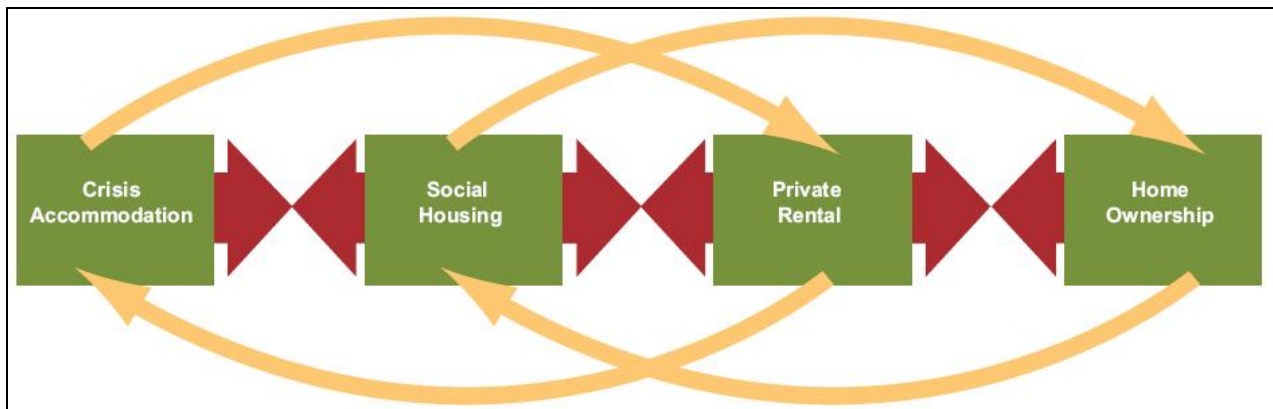 Crisis
Accommodation
Social
Housing
Private
Rental
Home
Ownership